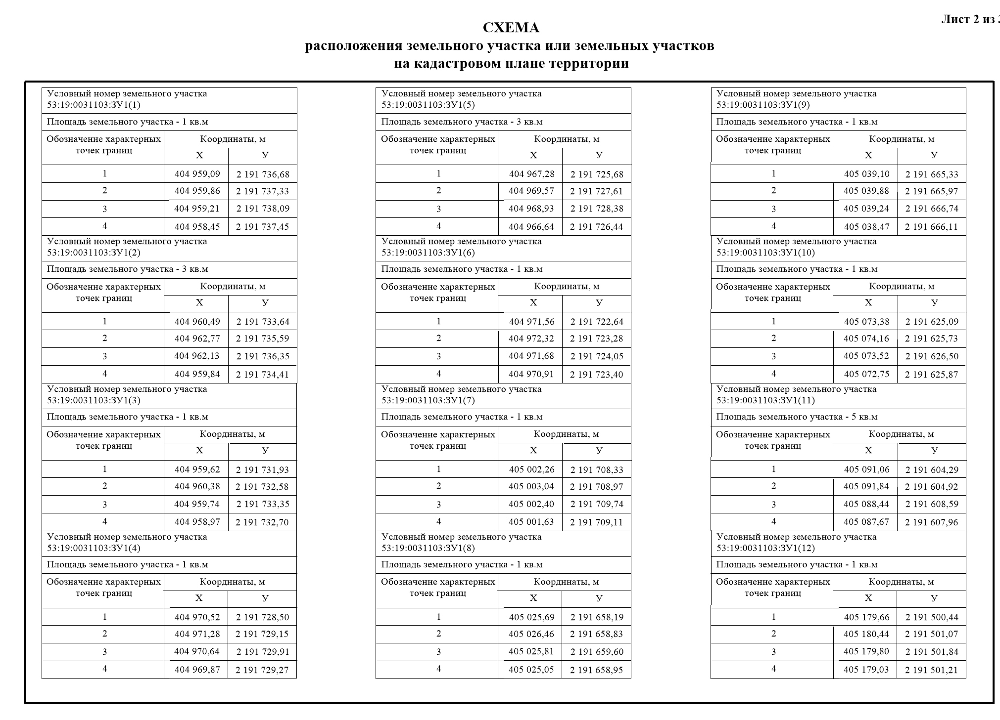 Лист 2 из 3
СХЕМА
расположения земельного участка или земельных участков
на кадастровом плане территории
Условный номер земельного участка
53:19:0031103:ЗУ1(1)
Площадь земельного участка - 1 кв.м
Обозначение характерных
точек границ
Координаты, м
X У
1 404 959,09 2 191 736,68
2 404 959,86 2 191 737,33
3 404 959,21 2 191 738,09
4 404 958,45 2 191 737,45
Условный номер земельного участка
53:19:0031103:ЗУ1(2)
Площадь земельного участка - 3 кв.м
Обозначение характерных
точек границ
Координаты, м
X У
1 404 960,49 2 191 733,64
2 404 962,77 2 191 735,59
3 404 962,13 2 191 736,35
4 404 959,84 2 191 734,41
Условный номер земельного участка
53:19:0031103:ЗУ1(3)
Площадь земельного участка - 1 кв.м
Обозначение характерных
точек границ
Координаты, м
X У
1 404 959,62 2 191 731,93
2 404 960,38 2 191 732,58
3 404 959,74 2 191 733,35
4 404 958,97 2 191 732,70
Условный номер земельного участка
53:19:0031103:ЗУ1(4)
Площадь земельного участка - 1 кв.м
Обозначение характерных
точек границ
Координаты, м
X У
1 404 970,52 2 191 728,50
2 404 971,28 2 191 729,15
3 404 970,64 2 191 729,91
4 404 969,87 2 191 729,27
Условный номер земельного участка
53:19:0031103:ЗУ1(5)
Площадь земельного участка - 3 кв.м
Обозначение характерных
точек границ
Координаты, м
X У
1 404 967,28 2 191 725,68
2 404 969,57 2 191 727,61
3 404 968,93 2 191 728,38
4 404 966,64 2 191 726,44
Условный номер земельного участка
53:19:0031103:ЗУ1(6)
Площадь земельного участка - 1 кв.м
Обозначение характерных
точек границ
Координаты, м
X У
1 404 971,56 2 191 722,64
2 404 972,32 2 191 723,28
3 404 971,68 2 191 724,05
4 404 970,91 2 191 723,40
Условный номер земельного участка
53:19:0031103:ЗУ1(7)
Площадь земельного участка - 1 кв.м
Обозначение характерных
точек границ
Координаты, м
X У
1 405 002,26 2 191 708,33
2 405 003,04 2 191 708,97
3 405 002,40 2 191 709,74
4 405 001,63 2 191 709,11
Условный номер земельного участка
53:19:0031103:ЗУ1(8)
Площадь земельного участка - 1 кв.м
Обозначение характерных
точек границ
Координаты, м
X У
1 405 025,69 2 191 658,19
2 405 026,46 2 191 658,83
3 405 025,81 2 191 659,60
4 405 025,05 2 191 658,95
Условный номер земельного участка
53:19:0031103:ЗУ1(9)
Площадь земельного участка - 1 кв.м
Обозначение характерных
точек границ
Координаты, м
X У
1 405 039,10 2 191 665,33
2 405 039,88 2 191 665,97
3 405 039,24 2 191 666,74
4 405 038,47 2 191 666,11
Условный номер земельного участка
53:19:0031103:ЗУ1(10)
Площадь земельного участка - 1 кв.м
Обозначение характерных
точек границ
Координаты, м
X У
1 405 073,38 2 191 625,09
2 405 074,16 2 191 625,73
3 405 073,52 2 191 626,50
4 405 072,75 2 191 625,87
Условный номер земельного участка
53:19:0031103:ЗУ1(11)
Площадь земельного участка - 5 кв.м
Обозначение характерных
точек границ
Координаты, м
X У
1 405 091,06 2 191 604,29
2 405 091,84 2 191 604,92
3 405 088,44 2 191 608,59
4 405 087,67 2 191 607,96
Условный номер земельного участка
53:19:0031103:ЗУ1(12)
Площадь земельного участка - 1 кв.м
Обозначение характерных
точек границ
Координаты, м
X У
1 405 179,66 2 191 500,44
2 405 180,44 2 191 501,07
3 405 179,80 2 191 501,84
4 405 179,03 2 191 501,21